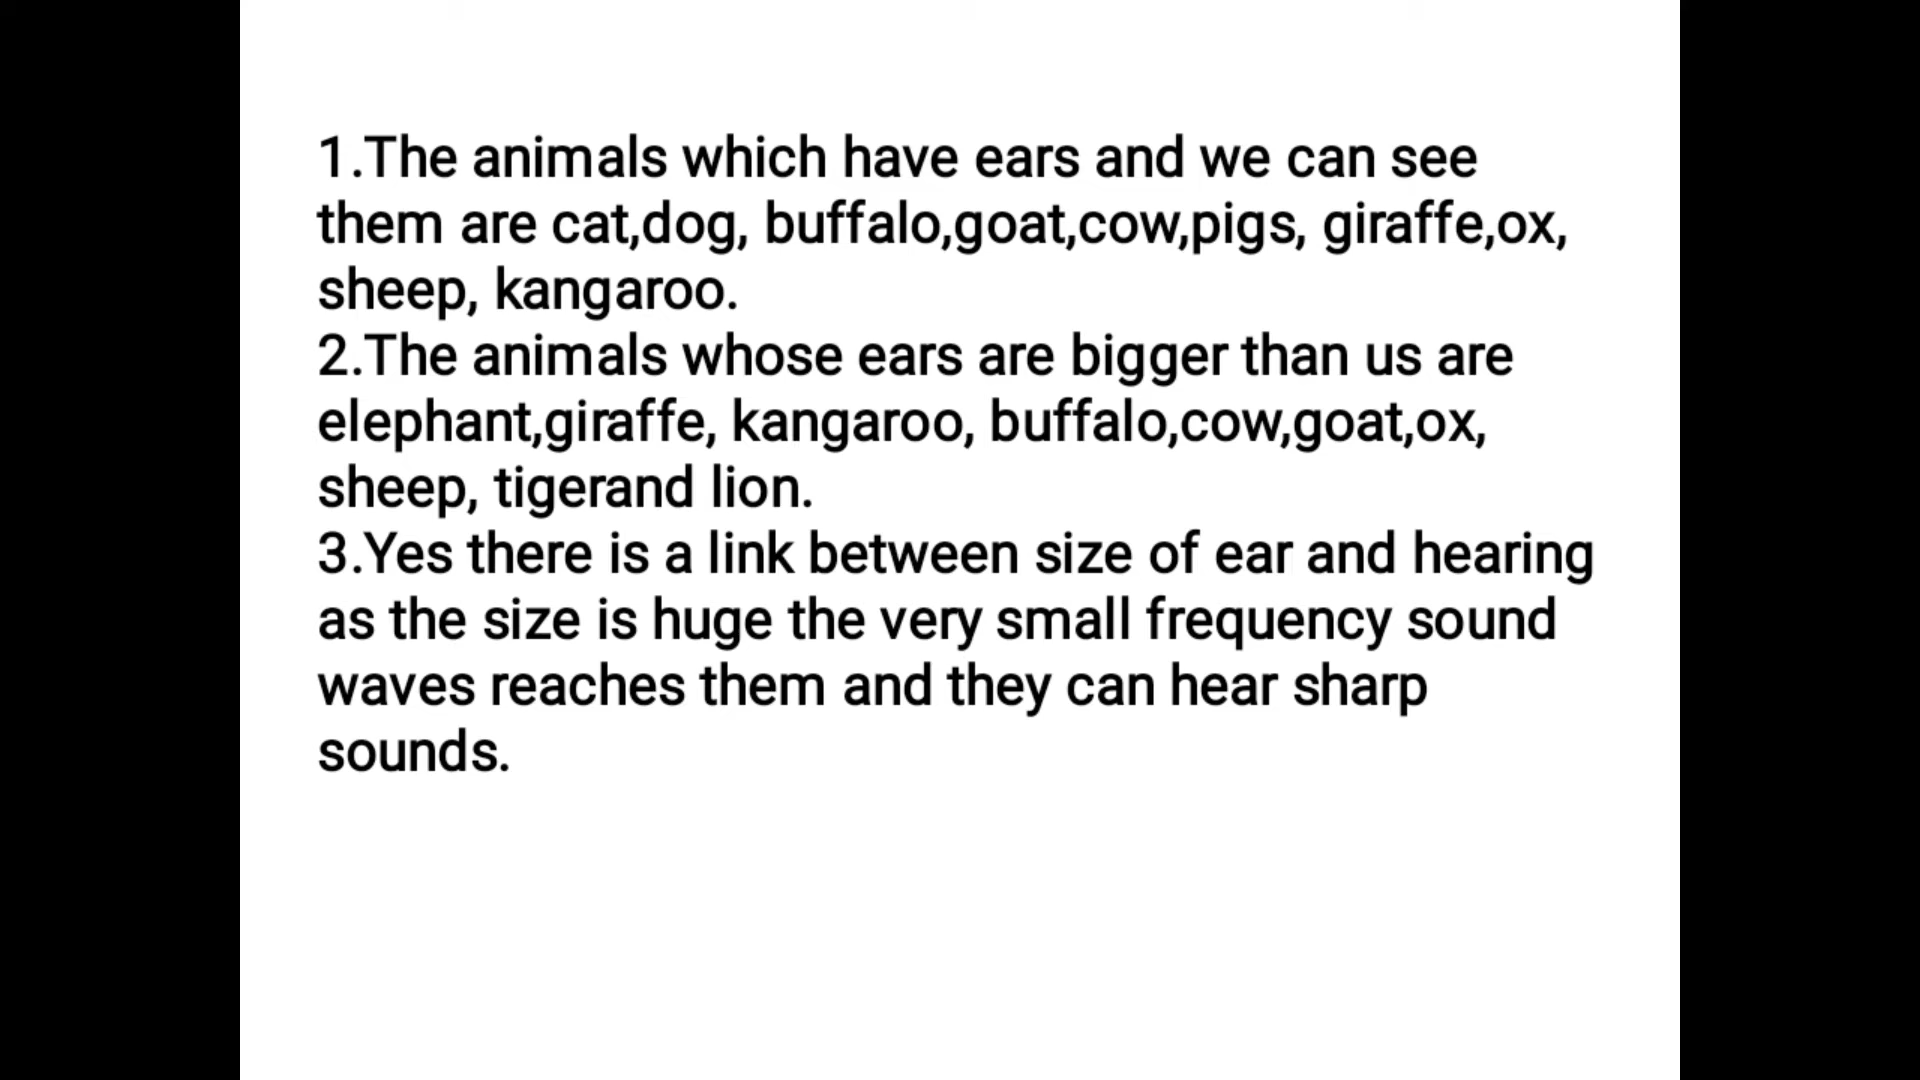 1.The animals which have ears and we can see
them are cat,dog, buffalo,goat,cow,pigs, giraffe,ox,
sheep, kangaroo.
2.The animals whose ears are bigger than us are
elephant,giraffe, kangaroo, buffalo,cow,goat,ox,
sheep, tigerand lion.
3.Yes there is a link between size of ear and hearing
as the size is huge the very small frequency sound
waves reaches them and they can hear sharp
sounds.